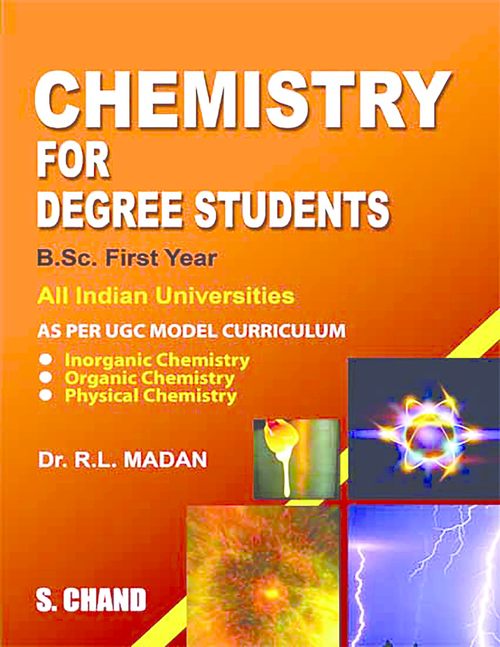 CHEMISTRY
FOR
DEGREE STUDENTS
B.Sc. First Year
All Indian Universities
AS PER UGC MODEL CURRICULUM
● Inorganic Chemistry
● Organic Chemistry
● Physical Chemistry
Dr. R.L. MADAN
S. CHAND